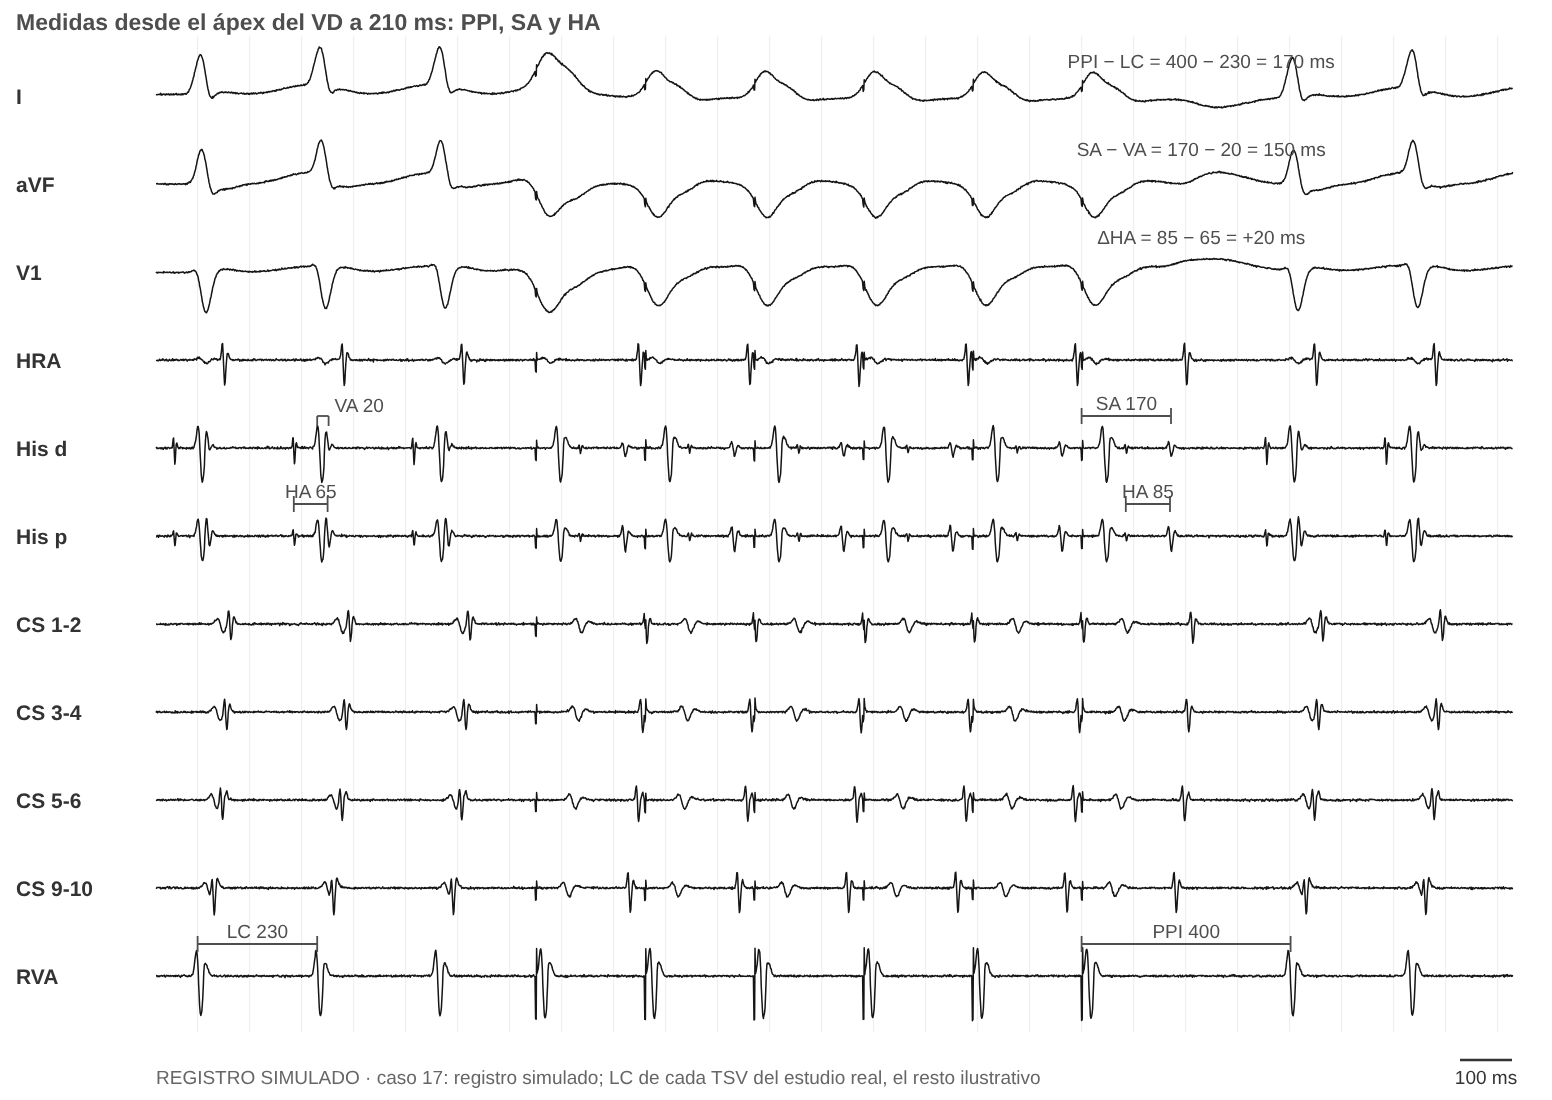 Medidas desde el ápex del VD a 210 ms: PPI, SA y HA
PPI − LC = 400 − 230 = 170 ms
I
SA − VA = 170 − 20 = 150 ms
aVF
ΔHA = 85 − 65 = +20 ms
V1
HRA
VA 20
SA 170
His d
HA 65
HA 85
His p
CS 1-2
CS 3-4
CS 5-6
CS 9-10
LC 230
PPI 400
RVA
REGISTRO SIMULADO · caso 17: registro simulado; LC de cada TSV del estudio real, el resto ilustrativo
100 ms